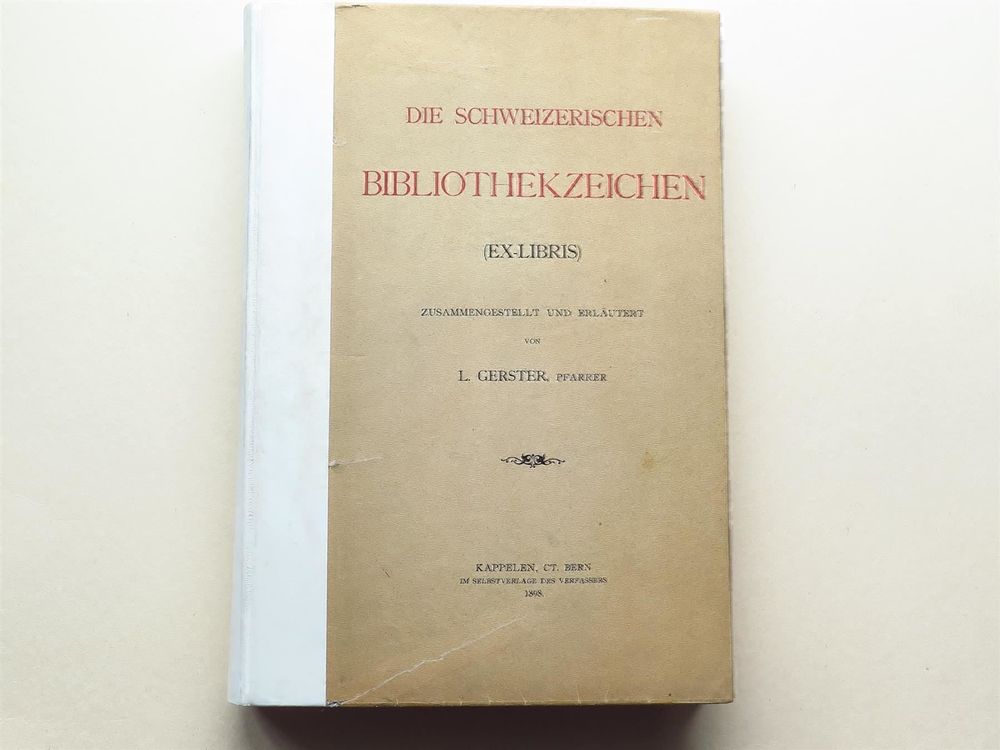 DIE SCHWEIZERISCHEN
BIBLIOTHEKZEICHEN
(EX-LIBRIS)
ZUSAMMENGESTELLT UND ERLÄUTERT
VON
L. GERSTER, PFARRER
KAPPELEN, CT. BERN
IM SELBSTVERLAGE DES VERFASSERS
1898.